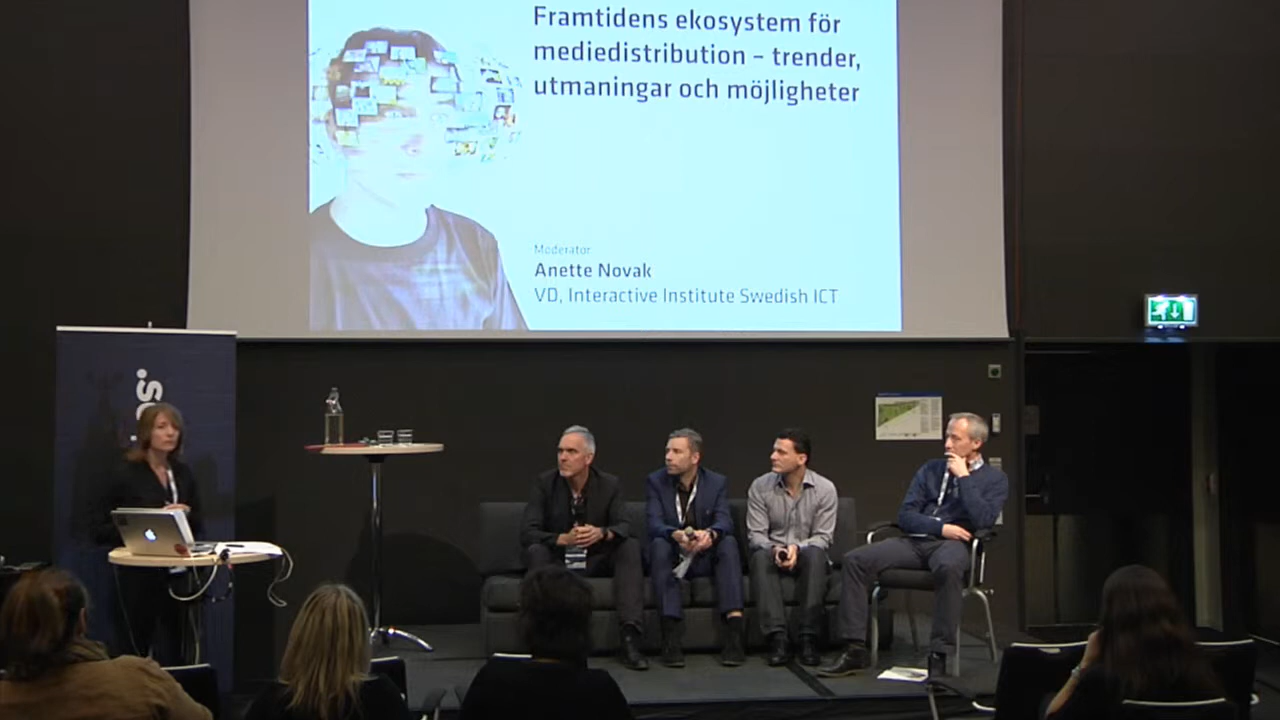 Framtidens ekosystem för
mediedistribution – trender,
utmaningar och möjligheter
Moderator
Anette Novak
VD, Interactive Institute Swedish ICT